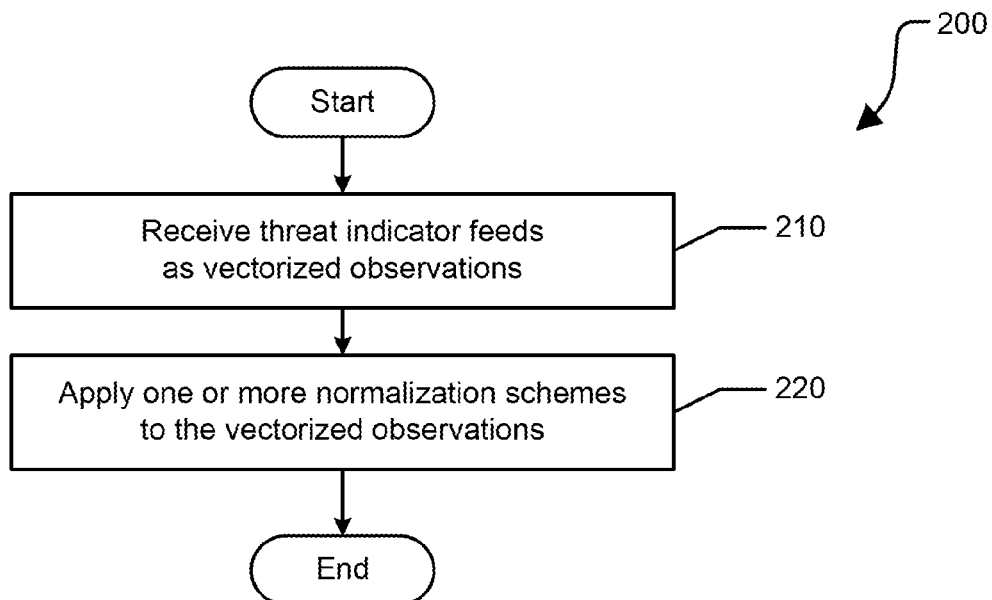 200
Start
Receive threat indicator feeds
as vectorized observations
210
Apply one or more normalization schemes
to the vectorized observations
220
End